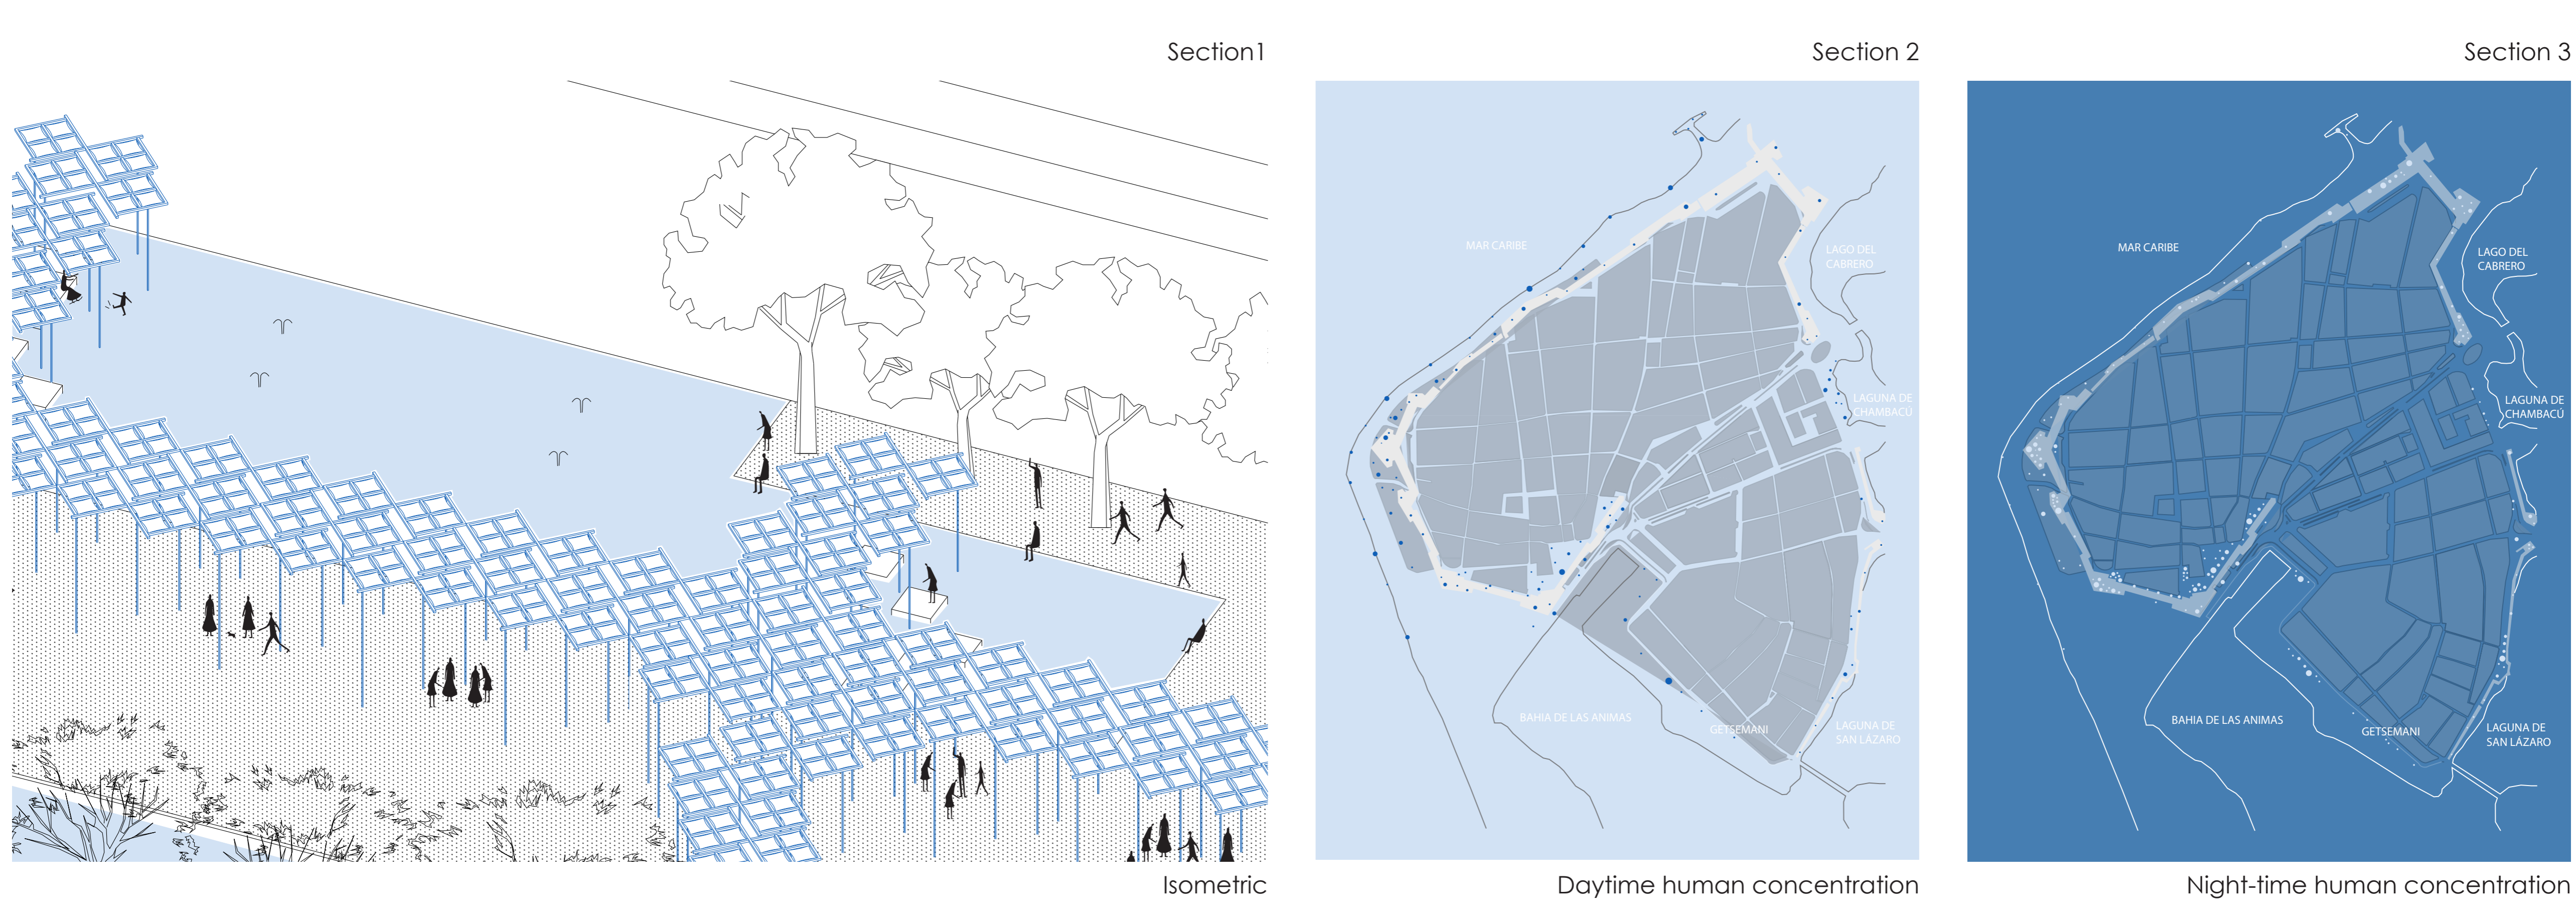 Section1
Section 2
Section 3
MAR CARIBE
LAGO DEL
CABRERO
LAGUNA DE
CHAMBACÚ
BAHIA DE LAS ANIMAS
GETSEMANI
LAGUNA DE
SAN LÁZARO
MAR CARIBE
LAGO DEL
CABRERO
LAGUNA DE
CHAMBACÚ
BAHIA DE LAS ANIMAS
GETSEMANI
LAGUNA DE
SAN LÁZARO
Isometric
Daytime human concentration
Night-time human concentration